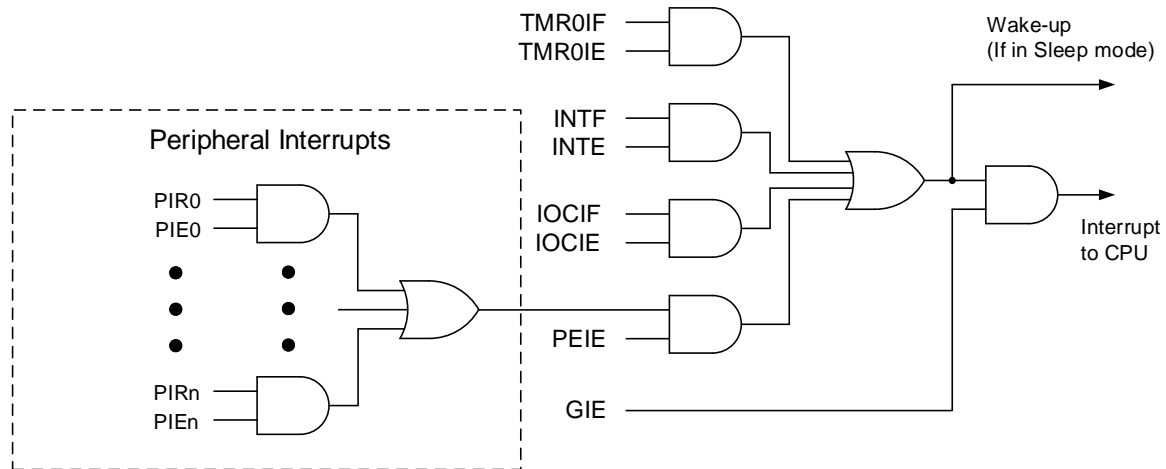 TMR0IF
TMR0IE
Wake-up
(If in Sleep mode)
INTF
INTE
Peripheral Interrupts
PIR0
PIE0
IOCIF
IOCIE
Interrupt
to CPU
PEIE
PIRn
PIEn
GIE